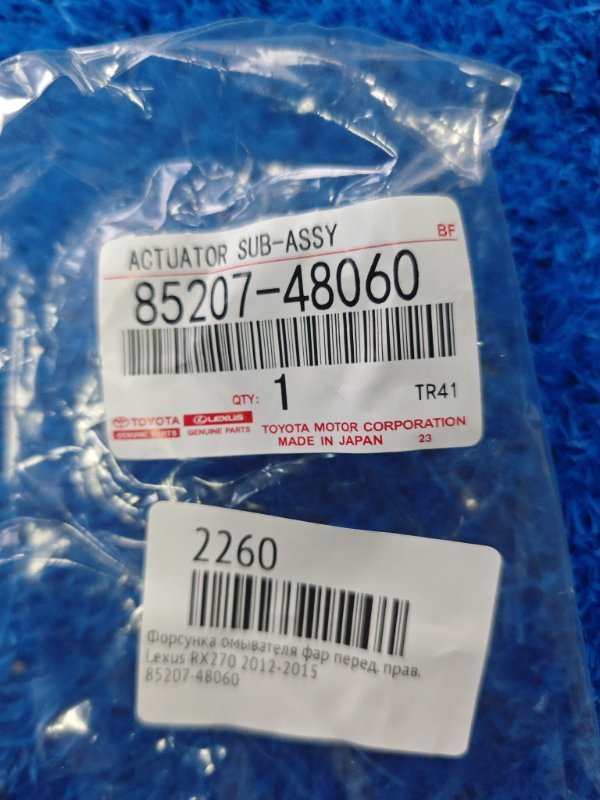 ACTUATOR SUB-ASSY BF
85207-48060
QTY: 1 TR41
TOYOTA LEXUS TOYOTA MOTOR CORPORATION
GENUINE PARTS GENUINE PARTS MADE IN JAPAN 23
2260
Форсунка омывателя фар перед. прав.
Lexus RX270 2012-2015
85207-48060